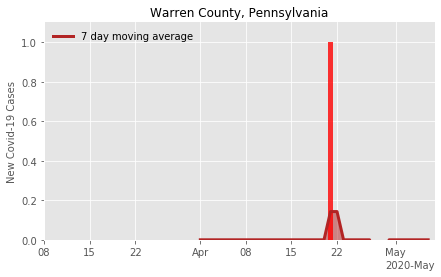 Warren County, Pennsylvania
7 day moving average
New Covid-19 Cases
1.0
0.8
0.6
0.4
0.2
0.0
08 15 22 Apr 08 15 22 May
2020-May